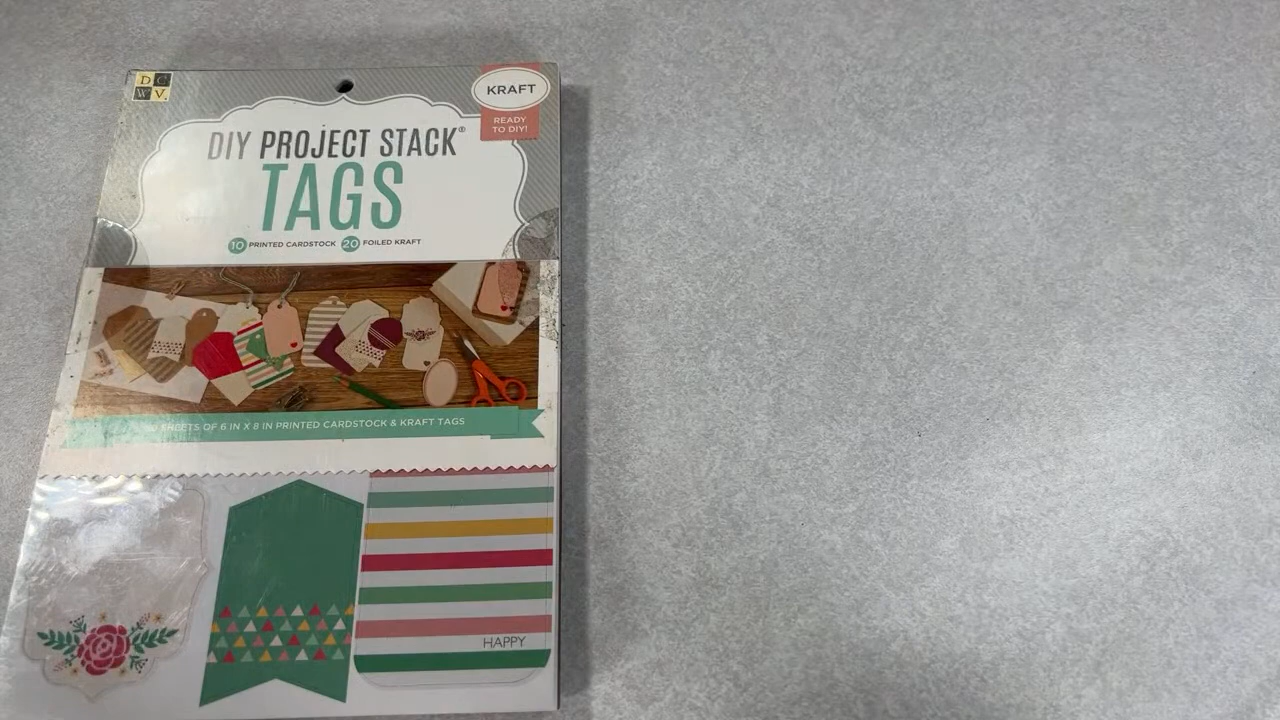 D C
W V.
KRAFT
READY
TO DIY!
DIY PROJECT STACK®
TAGS
10 PRINTED CARDSTOCK 20 FOILED KRAFT
SHEETS OF 6 IN X 8 IN PRINTED CARDSTOCK & KRAFT TAGS
HAPPY